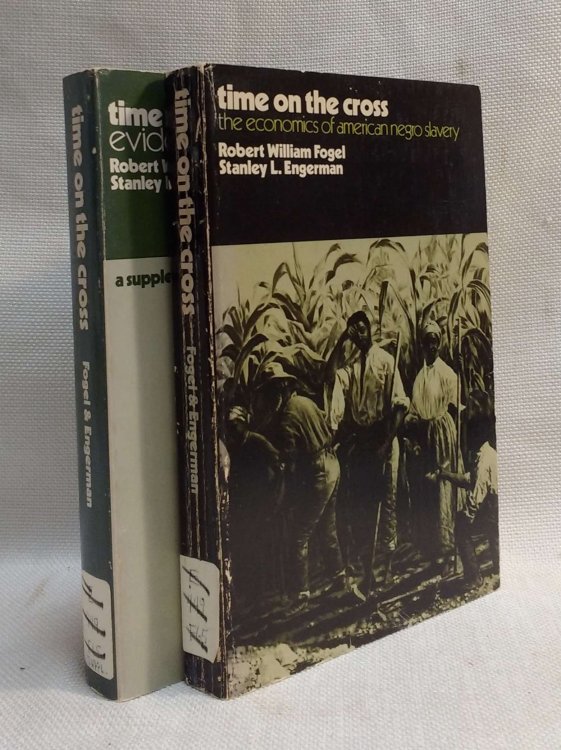 time on the cross
Fogel & Engerman
time
Robert
Stanley
a supple
time on the cross
Fogel & Engerman
time on the cross
the economics of american negro slavery
Robert William Fogel
Stanley L. Engerman